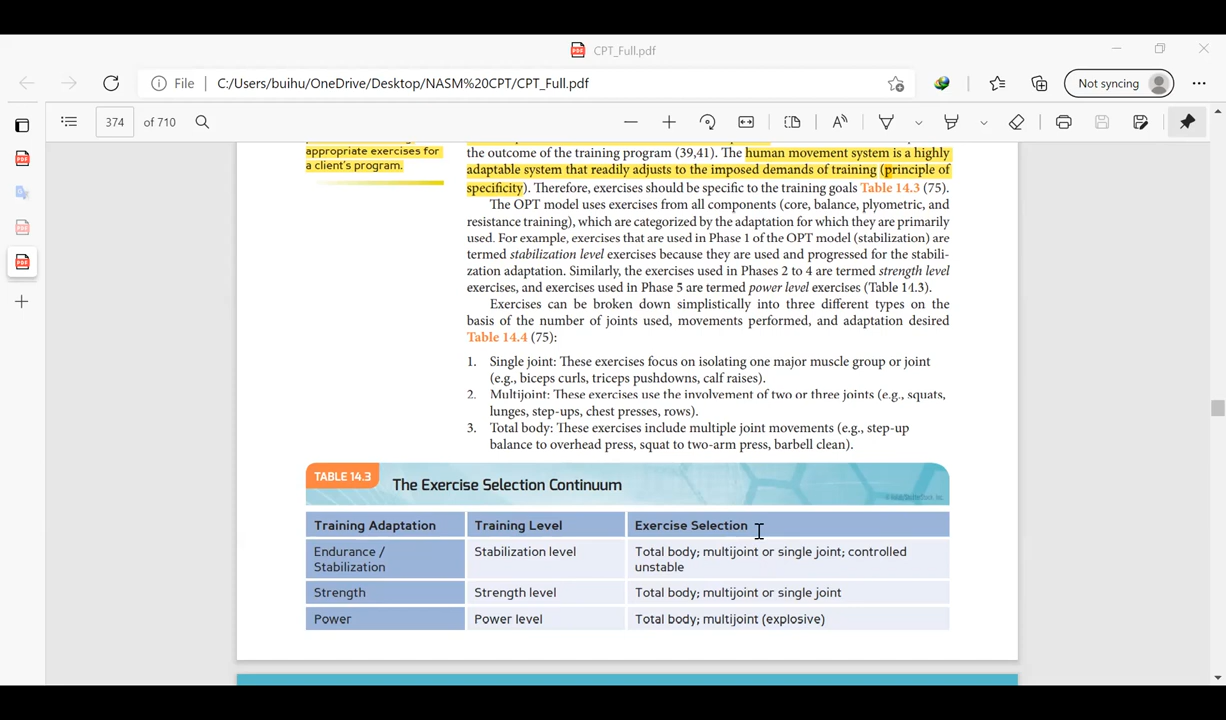 CPT_Full.pdf
File
C:/Users/buihu/OneDrive/Desktop/NASM%20CPT/CPT_Full.pdf
Not syncing
374 of 710
appropriate exercises for
a client's program.
the outcome of the training program (39,41). The human movement system is a highly
adaptable system that readily adjusts to the imposed demands of training (principle of
specificity). Therefore, exercises should be specific to the training goals Table 14.3 (75).
The OPT model uses exercises from all components (core, balance, plyometric, and
resistance training), which are categorized by the adaptation for which they are primarily
used. For example, exercises that are used in Phase 1 of the OPT model (stabilization) are
termed stabilization level exercises because they are used and progressed for the stabili-
zation adaptation. Similarly, the exercises used in Phases 2 to 4 are termed strength level
exercises, and exercises used in Phase 5 are termed power level exercises (Table 14.3).
Exercises can be broken down simplistically into three different types on the
basis of the number of joints used, movements performed, and adaptation desired
Table 14.4 (75):
1. Single joint: These exercises focus on isolating one major muscle group or joint
(e.g., biceps curls, triceps pushdowns, calf raises).
2. Multijoint: These exercises use the involvement of two or three joints (e.g., squats,
lunges, step-ups, chest presses, rows).
3. Total body: These exercises include multiple joint movements (e.g., step-up
balance to overhead press, squat to two-arm press, barbell clean).
TABLE 14.3
The Exercise Selection Continuum
Training Adaptation Training Level Exercise Selection
Endurance / Stabilization level Total body; multijoint or single joint; controlled
Stabilization unstable
Strength Strength level Total body; multijoint or single joint
Power Power level Total body; multijoint (explosive)